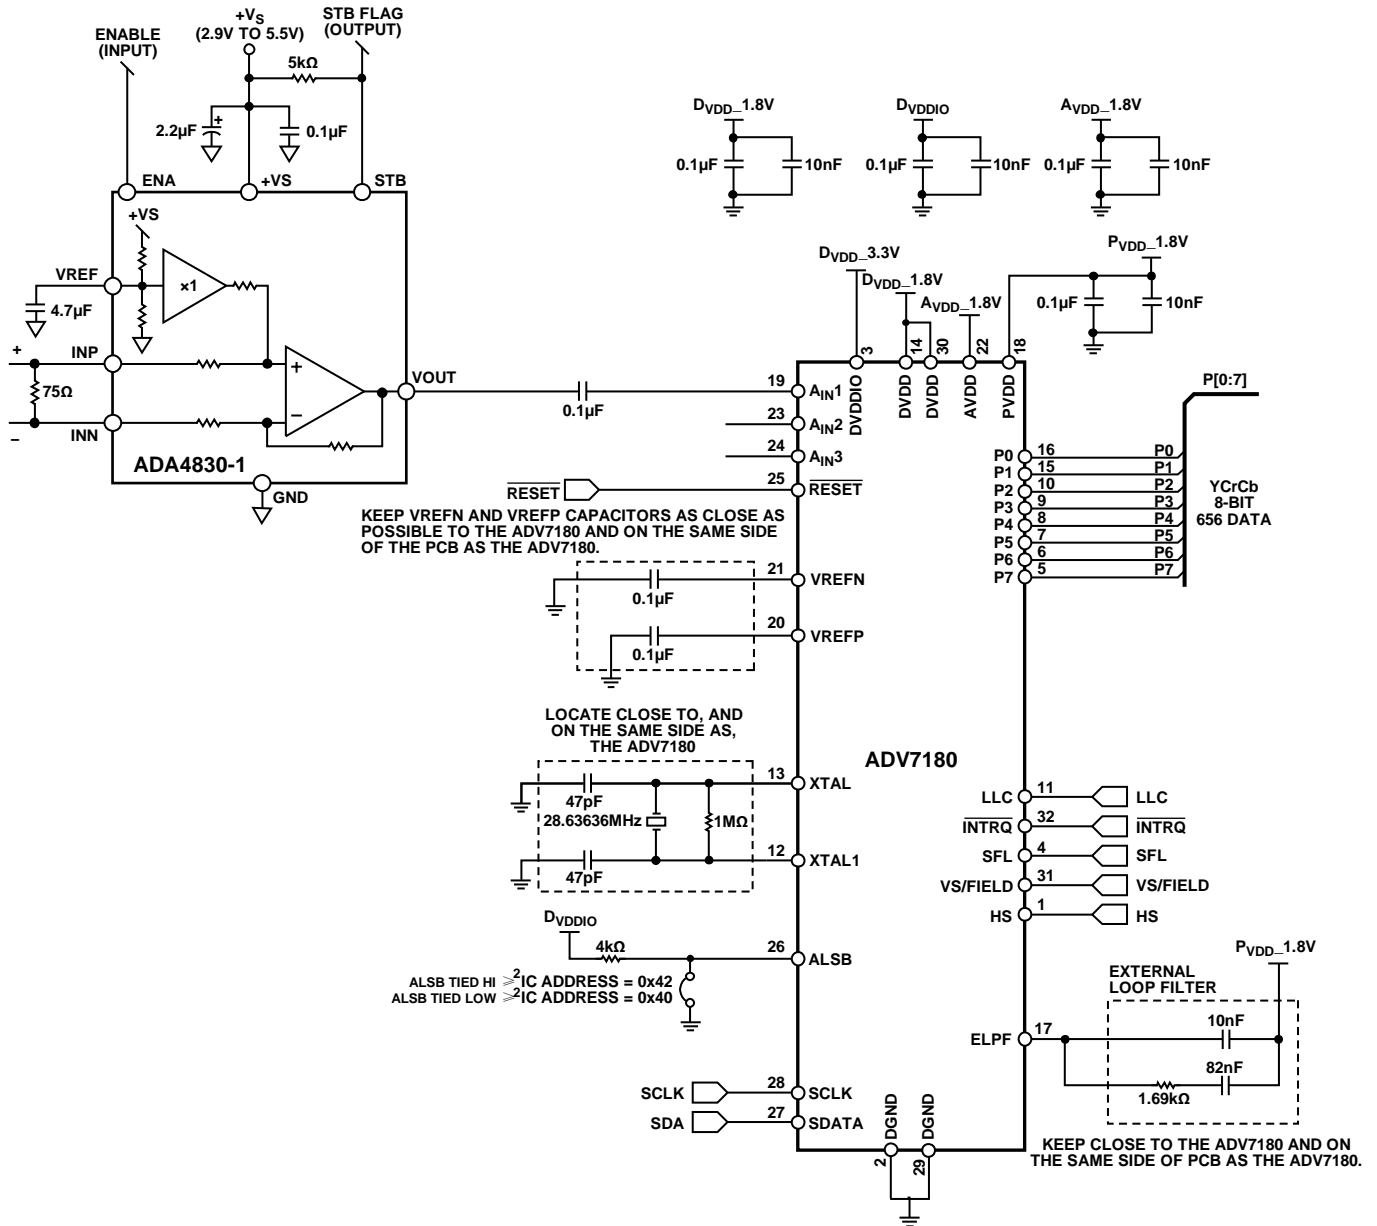 ENABLE
(INPUT)
+VS
(2.9V TO 5.5V)
STB FLAG
(OUTPUT)
5kΩ
2.2µF
+
0.1µF
ENA
+VS
STB
+VS
VREF
×1
4.7µF
+
INP
75Ω
INN
–
+
–
VOUT
ADA4830-1
GND
0.1µF
DVDD_1.8V
0.1µF
10nF
DVDDIO
0.1µF
10nF
AVDD_1.8V
0.1µF
10nF
DVDD_3.3V
DVDD_1.8V
AVDD_1.8V
PVDD_1.8V
0.1µF
10nF
3
14
30
22
18
DVDDIO
DVDD
DVDD
AVDD
PVDD
19
AIN1
23
AIN2
24
AIN3
25
RESET
RESET
KEEP VREFN AND VREFP CAPACITORS AS CLOSE AS
POSSIBLE TO THE ADV7180 AND ON THE SAME SIDE
OF THE PCB AS THE ADV7180.
21
VREFN
0.1µF
20
VREFP
0.1µF
P[0:7]
P0 16 P0
P1 15 P1
P2 10 P2
P3 9 P3
P4 8 P4
P5 7 P5
P6 6 P6
P7 5 P7
YCrCb
8-BIT
656 DATA
LOCATE CLOSE TO, AND
ON THE SAME SIDE AS,
THE ADV7180
13
XTAL
47pF
28.63636MHz
1MΩ
12
XTAL1
47pF
ADV7180
LLC 11 LLC
INTRQ 32 INTRQ
SFL 4 SFL
VS/FIELD 31 VS/FIELD
HS 1 HS
DVDDIO
4kΩ
26
ALSB
ALSB TIED HI ⩾2IC ADDRESS = 0x42
ALSB TIED LOW ⩾2IC ADDRESS = 0x40
PVDD_1.8V
EXTERNAL
LOOP FILTER
10nF
ELPF 17
82nF
1.69kΩ
KEEP CLOSE TO THE ADV7180 AND ON
THE SAME SIDE OF PCB AS THE ADV7180.
SCLK 28 SCLK
SDA 27 SDATA
DGND
DGND
2
29